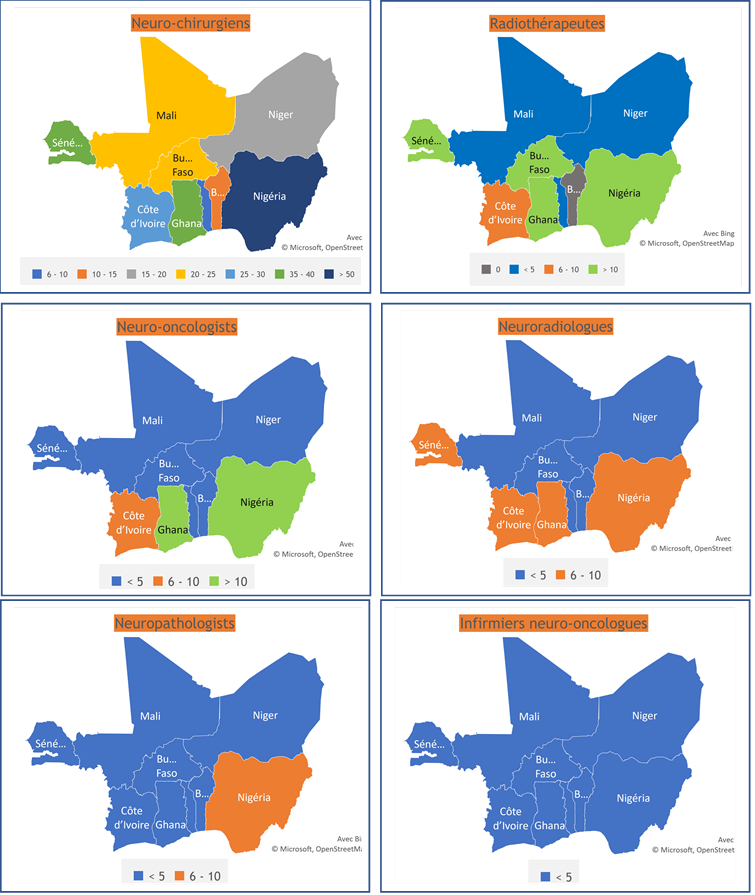 Neuro-chirurgiens
Mali
Niger
Séné...
Bu...
Faso
B...
Nigéria
Côte
d'Ivoire
Ghana
Avec
© Microsoft, OpenStreet
6 - 10 10 - 15 15 - 20 20 - 25 25 - 30 35 - 40 > 50
Radiothérapeutes
Mali
Niger
Séné...
Bu...
Faso
B...
Nigéria
Côte
d'Ivoire
Ghana
Avec Bing
© Microsoft, OpenStreetMap
0 < 5 6 - 10 > 10
Neuro-oncologists
Mali
Niger
Séné...
Bu...
Faso
B...
Nigéria
Côte
d'Ivoire
Ghana
Avec
© Microsoft, OpenStreet
< 5 6 - 10 > 10
Neuroradiologues
Mali
Niger
Séné...
Bu...
Faso
B...
Nigéria
Côte
d'Ivoire
Ghana
Avec
© Microsoft, OpenStreet
< 5 6 - 10
Neuropathologists
Mali
Niger
Séné...
Bu...
Faso
B...
Nigéria
Côte
d'Ivoire
Ghana
Avec Bi
© Microsoft, OpenStreetMa
< 5 6 - 10
Infirmiers neuro-oncologues
Mali
Niger
Séné...
Bu...
Faso
B...
Nigéria
Côte
d'Ivoire
Ghana
Avec
© Microsoft, OpenStreet
< 5